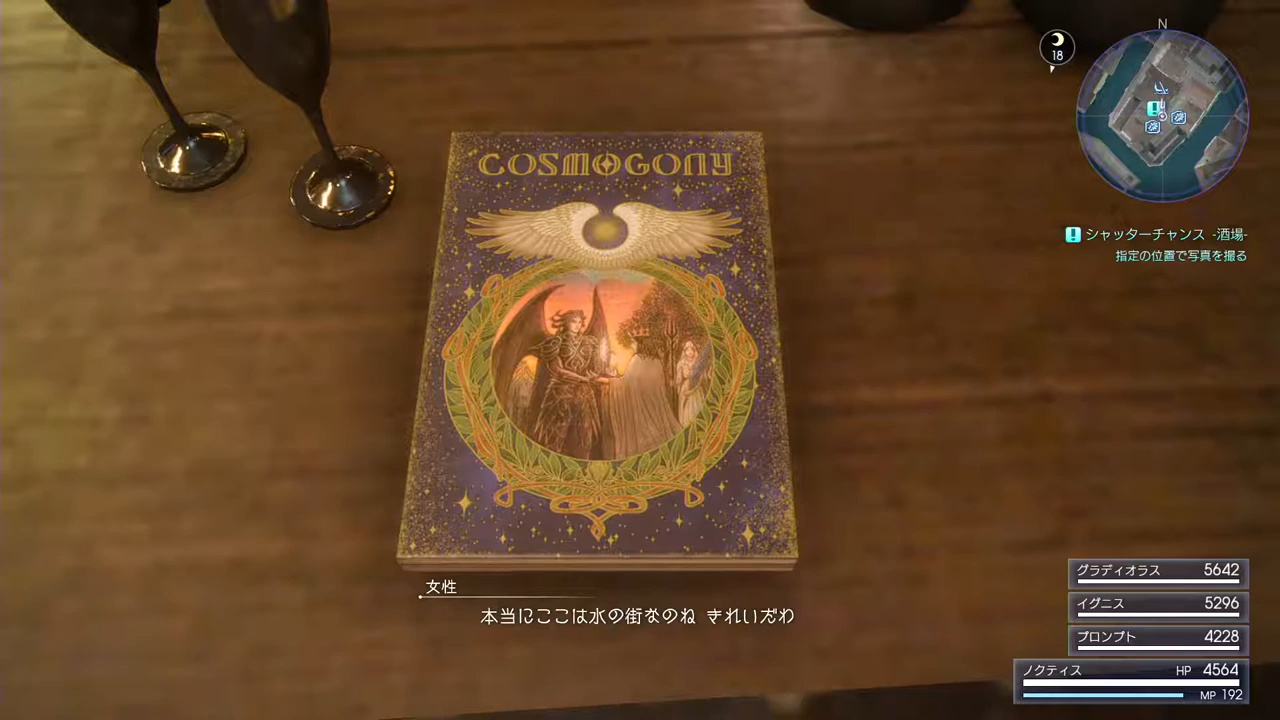 N
18
COSMOGONY
シャッターチャンス -酒場-
指定の位置で写真を撮る
グラディオラス 5642
イグニス 5296
プロンプト 4228
ノクティス HP 4564
MP 192
女性
本当にここは水の街なのね きれいだわ